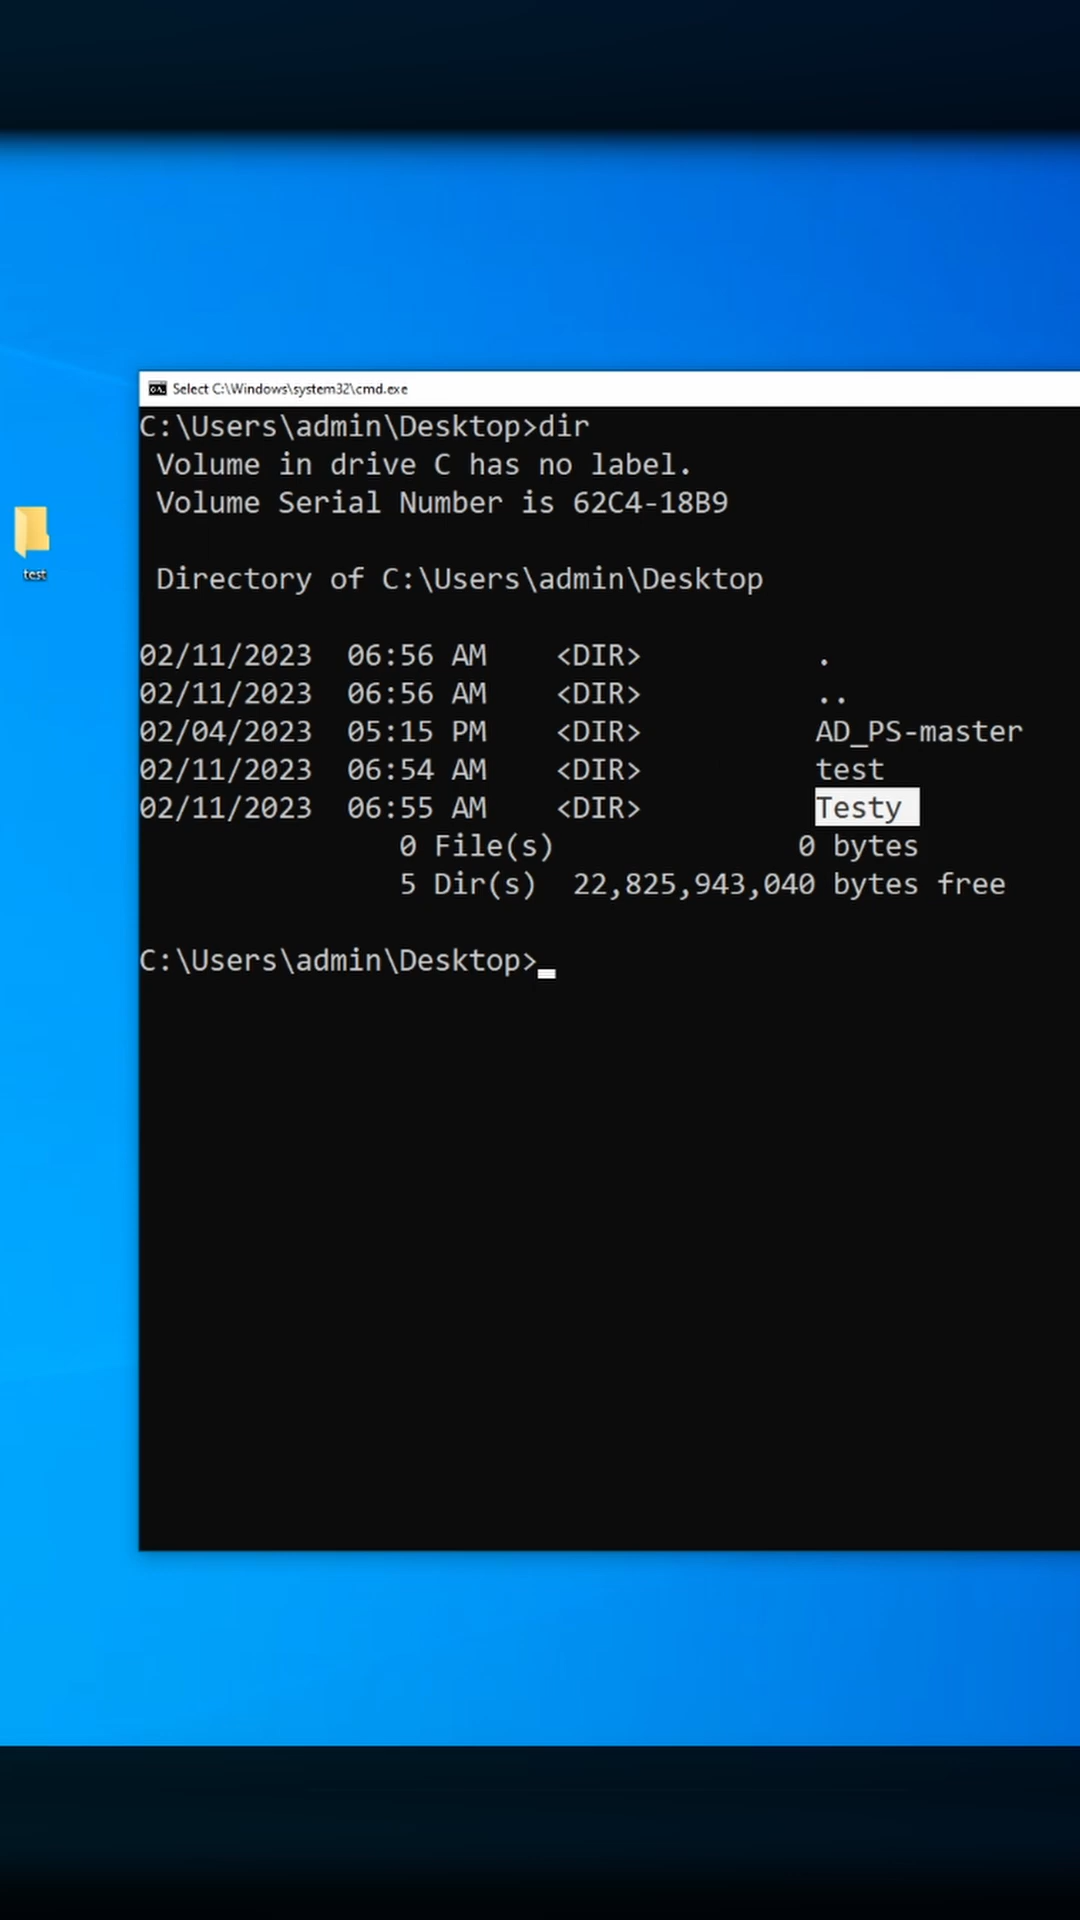 Select C:\Windows\system32\cmd.exe
C:\Users\admin\Desktop>dir
Volume in drive C has no label.
Volume Serial Number is 62C4-18B9
test
Directory of C:\Users\admin\Desktop
02/11/2023 06:56 AM <DIR> .
02/11/2023 06:56 AM <DIR> ..
02/04/2023 05:15 PM <DIR> AD_PS-master
02/11/2023 06:54 AM <DIR> test
02/11/2023 06:55 AM <DIR> Testy
0 File(s) 0 bytes
5 Dir(s) 22,825,943,040 bytes free
C:\Users\admin\Desktop>